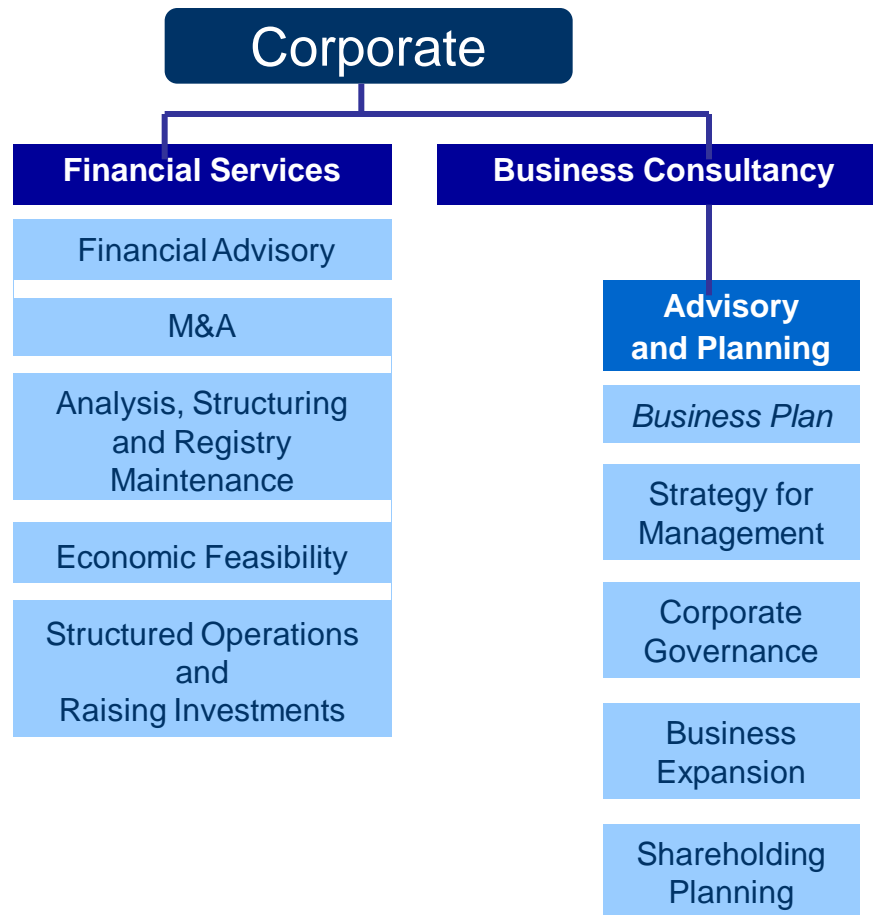 Corporate
Financial Services
Financial Advisory
M&A
Analysis, Structuring
and Registry
Maintenance
Economic Feasibility
Structured Operations
and
Raising Investments
Business Consultancy
Advisory
and Planning
Business Plan
Strategy for
Management
Corporate
Governance
Business
Expansion
Shareholding
Planning